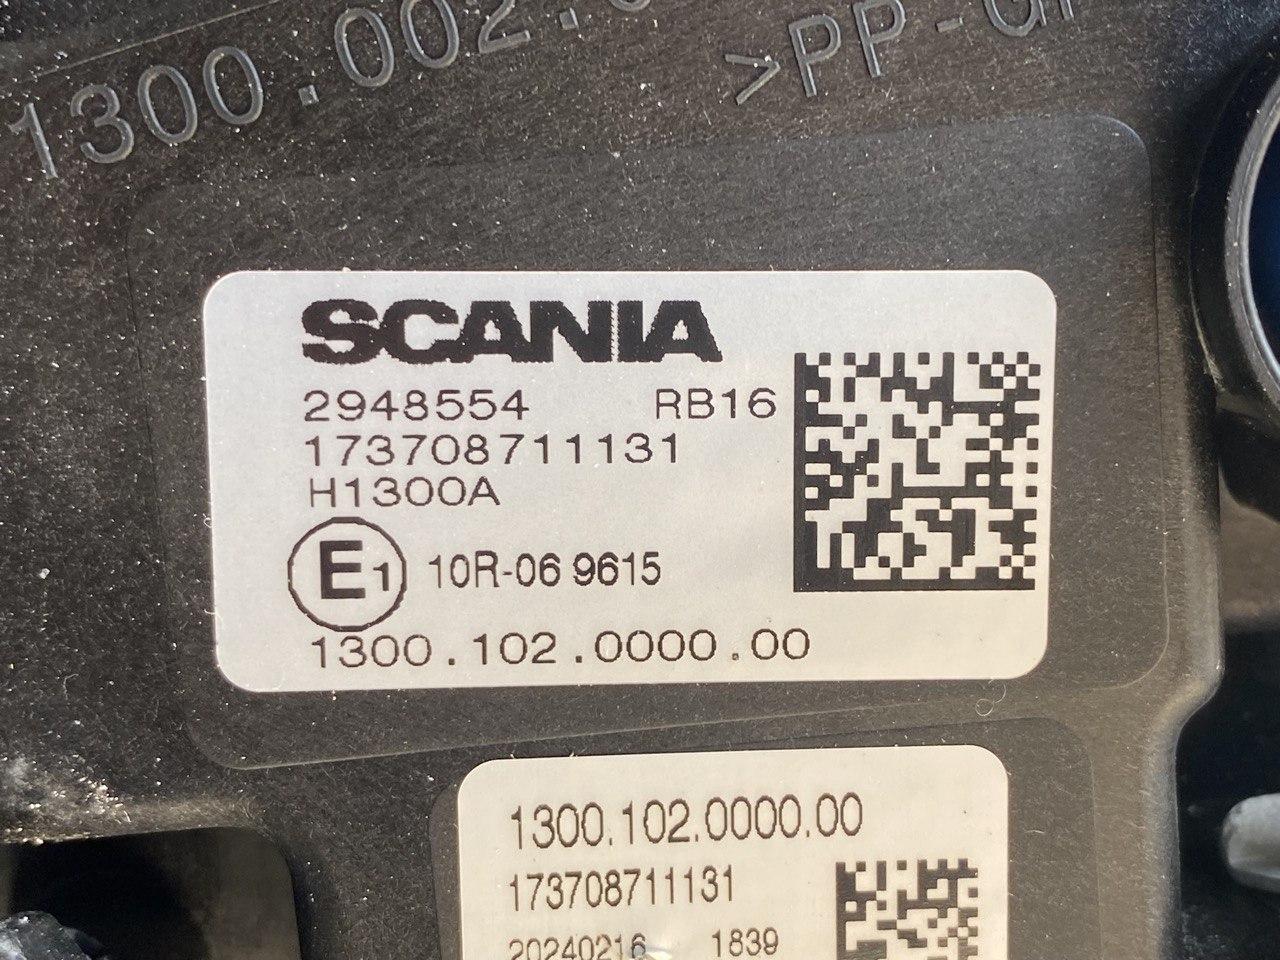 1300.002.
>PP-GF
SCANIA
2948554 RB16
173708711131
H1300A
E1 10R-06 9615
1300.102.0000.00
1300.102.0000.00
173708711131
20240216 1839